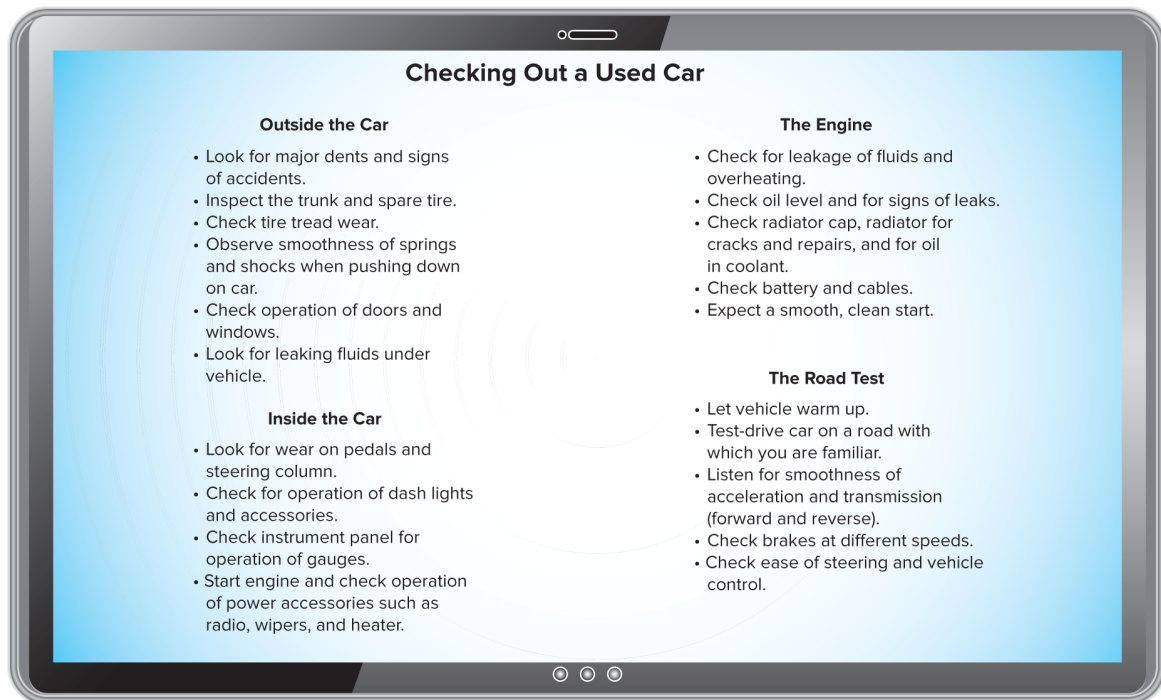 Checking Out a Used Car
Outside the Car
• Look for major dents and signs
of accidents.
• Inspect the trunk and spare tire.
• Check tire tread wear.
• Observe smoothness of springs
and shocks when pushing down
on car.
• Check operation of doors and
windows.
• Look for leaking fluids under
vehicle.
Inside the Car
• Look for wear on pedals and
steering column.
• Check for operation of dash lights
and accessories.
• Check instrument panel for
operation of gauges.
• Start engine and check operation
of power accessories such as
radio, wipers, and heater.
The Engine
• Check for leakage of fluids and
overheating.
• Check oil level and for signs of leaks.
• Check radiator cap, radiator for
cracks and repairs, and for oil
in coolant.
• Check battery and cables.
• Expect a smooth, clean start.
The Road Test
• Let vehicle warm up.
• Test-drive car on a road with
which you are familiar.
• Listen for smoothness of
acceleration and transmission
(forward and reverse).
• Check brakes at different speeds.
• Check ease of steering and vehicle
control.